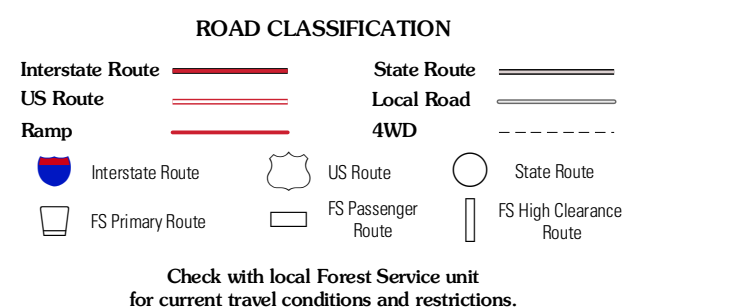 ROAD CLASSIFICATION
Interstate Route
State Route
US Route
Local Road
Ramp
4WD
Interstate Route
US Route
State Route
FS Primary Route
FS Passenger
Route
FS High Clearance
Route
Check with local Forest Service unit
for current travel conditions and restrictions.